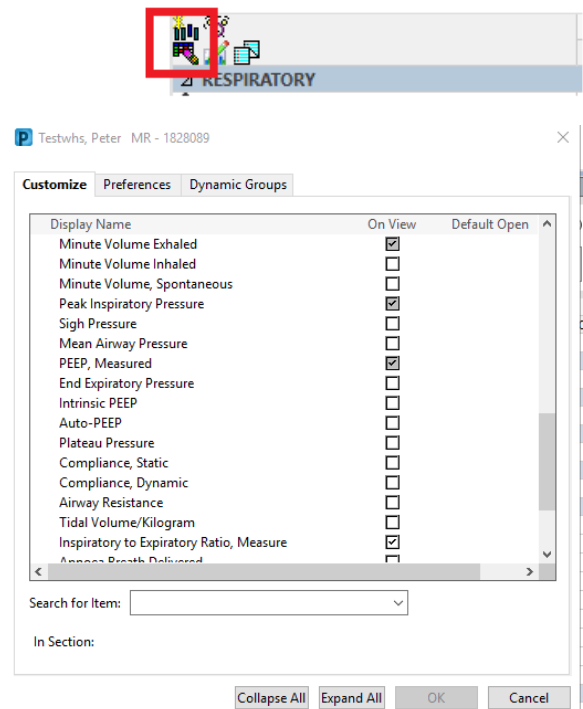 RESPIRATORY
P Testwhs, Peter MR - 1828089
Customize Preferences Dynamic Groups
Display Name On View Default Open
Minute Volume Exhaled
Minute Volume Inhaled
Minute Volume, Spontaneous
Peak Inspiratory Pressure
Sigh Pressure
Mean Airway Pressure
PEEP, Measured
End Expiratory Pressure
Intrinsic PEEP
Auto-PEEP
Plateau Pressure
Compliance, Static
Compliance, Dynamic
Airway Resistance
Tidal Volume/Kilogram
Inspiratory to Expiratory Ratio, Measure
Apnoea Breath Delivered
Search for Item:
In Section:
Collapse All Expand All OK Cancel